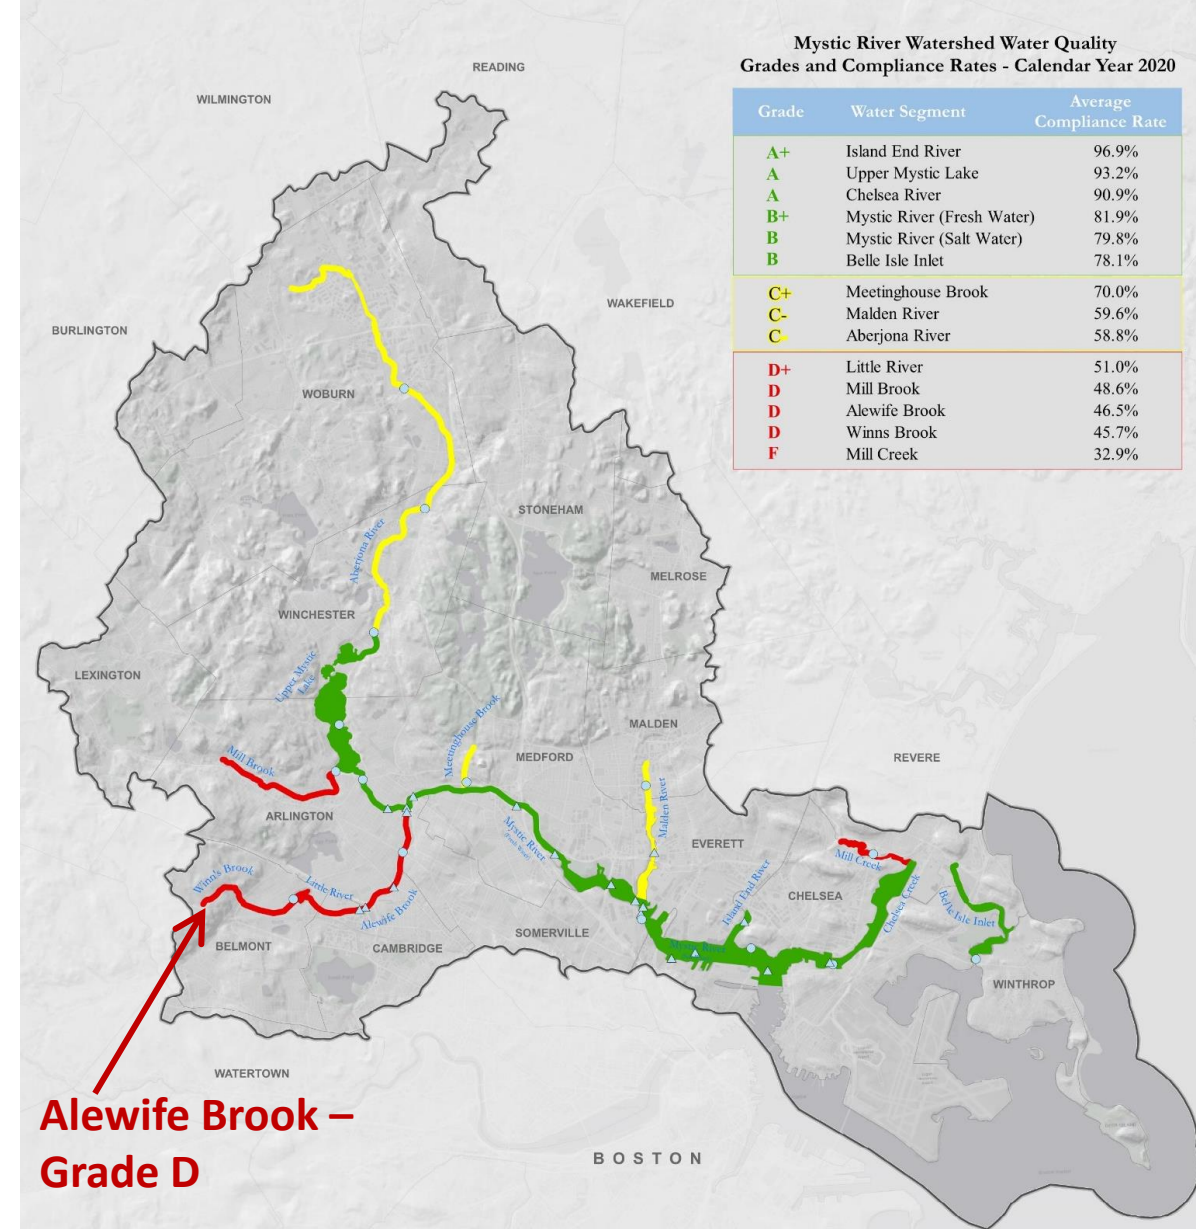 Mystic River Watershed Water Quality
Grades and Compliance Rates - Calendar Year 2020
Grade Water Segment Average Compliance Rate
A+ Island End River 96.9%
A Upper Mystic Lake 93.2%
A Chelsea River 90.9%
B+ Mystic River (Fresh Water) 81.9%
B Mystic River (Salt Water) 79.8%
B Belle Isle Inlet 78.1%
C+ Meetinghouse Brook 70.0%
C- Malden River 59.6%
C- Aberjona River 58.8%
D+ Little River 51.0%
D Mill Brook 48.6%
D Alewife Brook 46.5%
D Winns Brook 45.7%
F Mill Creek 32.9%
READING
WILMINGTON
WAKEFIELD
BURLINGTON
WOBURN
STONEHAM
Aberjona River
MELROSE
WINCHESTER
LEXINGTON
Upper Mystic
Lake
Meetinghouse Brook
MALDEN
Mill Brook
MEDFORD
REVERE
ARLINGTON
Mystic River
(Fresh Water)
Malden River
EVERETT
Mill Creek
Winn's Brook
Little River
Alewife Brook
Island End River
CHELSEA
Chelsea Creek
Belle Isle Inlet
BELMONT
CAMBRIDGE
SOMERVILLE
Mystic River
WINTHROP
WATERTOWN
Alewife Brook –
Grade D
BOSTON